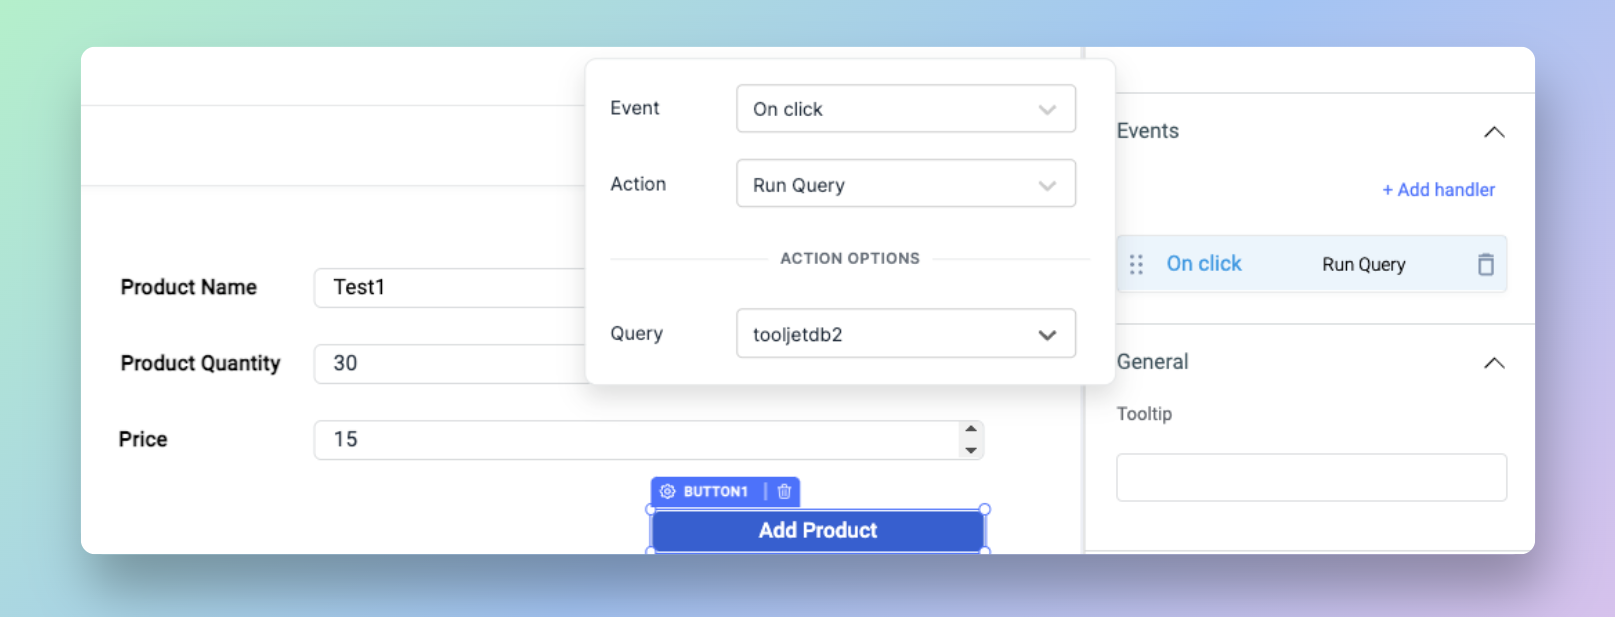 Event
On click
Action
Run Query
ACTION OPTIONS
Query
tooljetdb2
Events
+ Add handler
On click
Run Query
General
Tooltip
Product Name
Test1
Product Quantity
30
Price
15
BUTTON1
Add Product